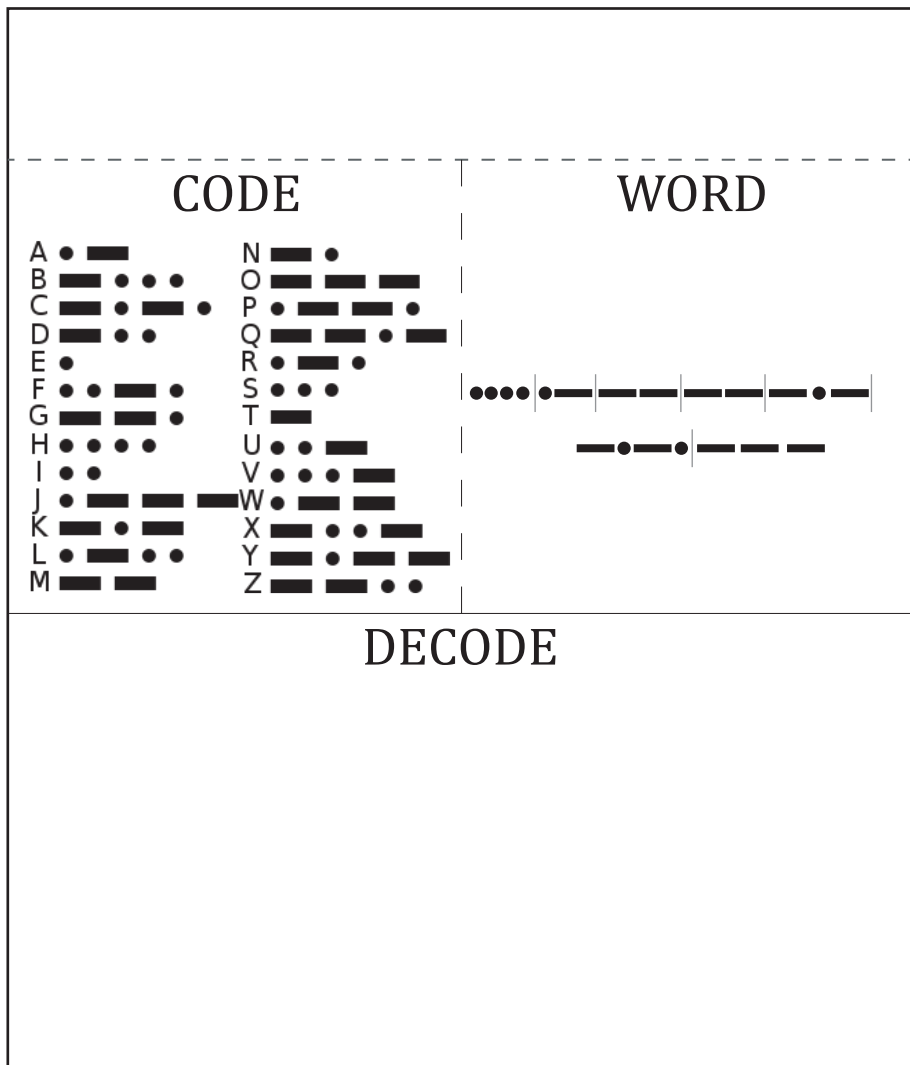 CODE
WORD
A • —
B — • • •
C — • — •
D — • •
E •
F • • — •
G — — •
H • • • •
I • •
J • — — —
K — • —
L • — • •
M — —
N — •
O — — —
P • — — •
Q — — • —
R • — •
S • • •
T —
U • • —
V • • • —
W • — —
X — • • —
Y — • — —
Z — — • •
• • • • | • — | — — | — — | — • — |
— • — • | — — —
DECODE